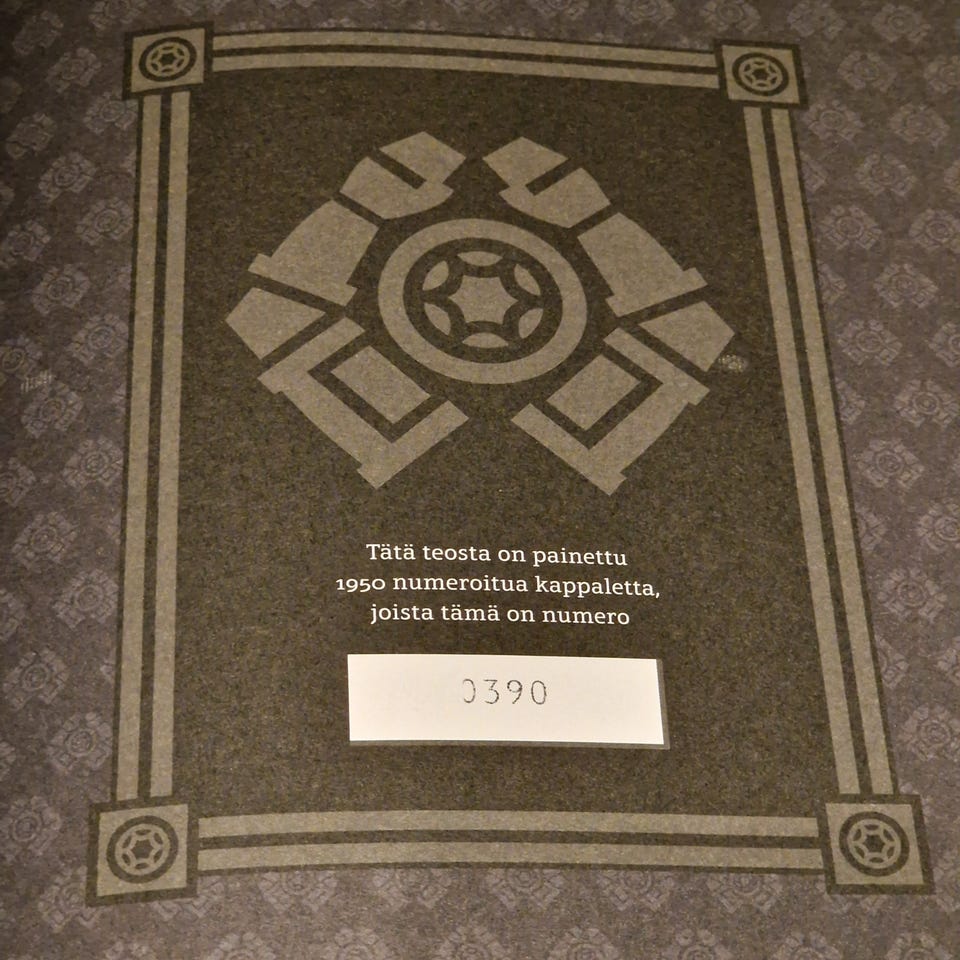 Tätä teosta on painettu
1950 numeroitua kappaletta,
joista tämä on numero
0390